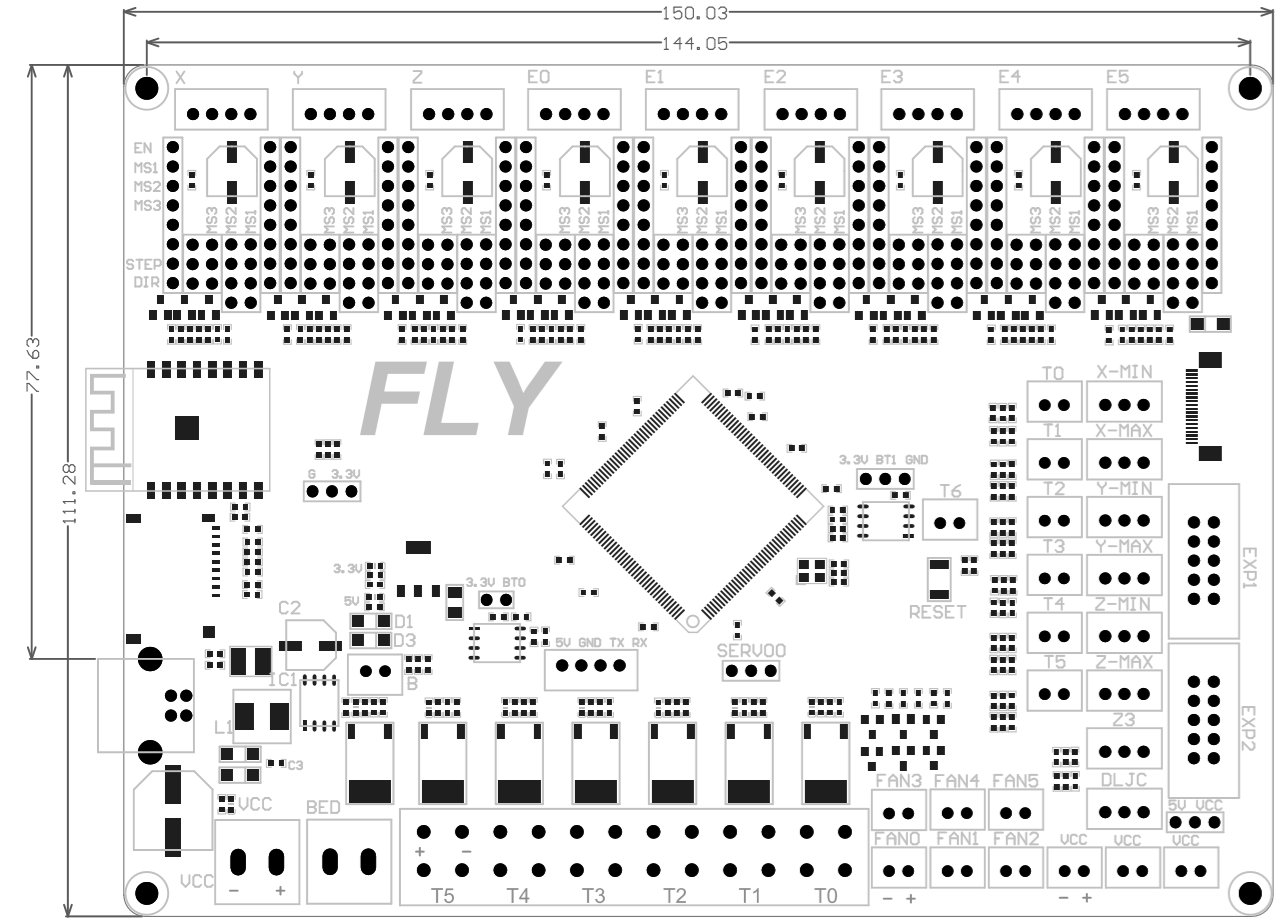 150.03
144.05
X Y Z E0 E1 E2 E3 E4 E5
EN
MS1
MS2
MS3
MS3 MS2 MS1
MS3 MS2 MS1
MS3 MS2 MS1
MS3 MS2 MS1
MS3 MS2 MS1
MS3 MS2 MS1
MS3 MS2 MS1
MS3 MS2 MS1
MS3 MS2 MS1
STEP
DIR
77.63
111.28
FLY
T0 X-MIN
T1 X-MAX
G 3.3V
3.3V BT1 GND
T6
T2 Y-MIN
T3 Y-MAX
EXP1
3.3V
5V
3.3V BT0
RESET
T4 Z-MIN
C2
D1
D3
5V GND TX RX
SERVO0
T5 Z-MAX
IC1
B
L1
Z3
EXP2
C3
FAN3 FAN4 FAN5
DLJC
VCC
BED
5V VCC
FAN0 FAN1 FAN2 VCC VCC VCC
+ -
VCC
- +
T5 T4 T3 T2 T1 T0
- +
- +